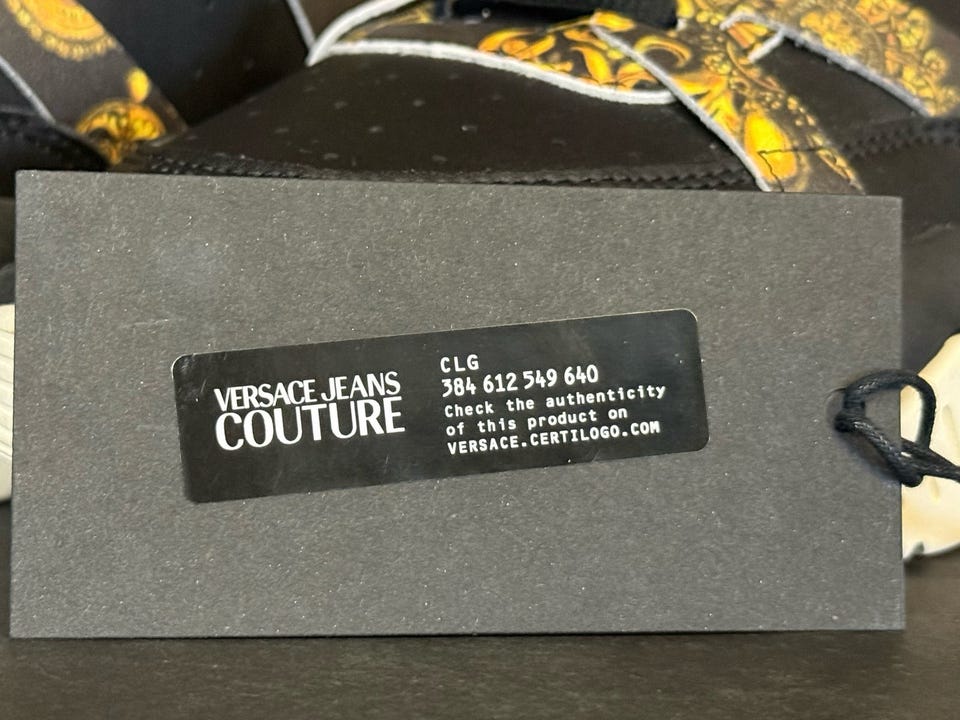 VERSACE JEANS
COUTURE
CLG
384 612 549 640
Check the authenticity
of this product on
VERSACE.CERTILOGO.COM